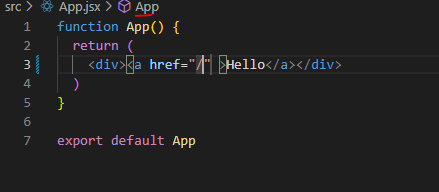 src > App.jsx > App
1 function App() {
2   return (
3     <div><a href="/" >Hello</a></div>
4   )
5 }
6
7 export default App